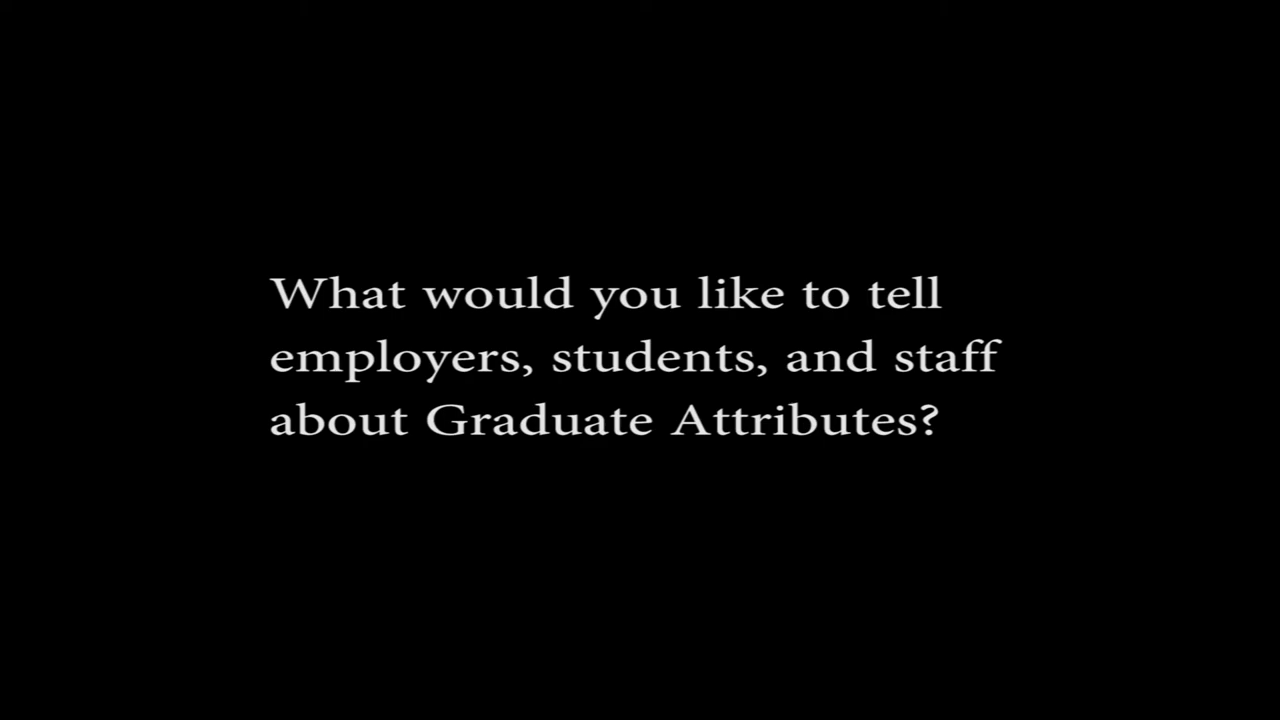 What would you like to tell
employers, students, and staff
about Graduate Attributes?